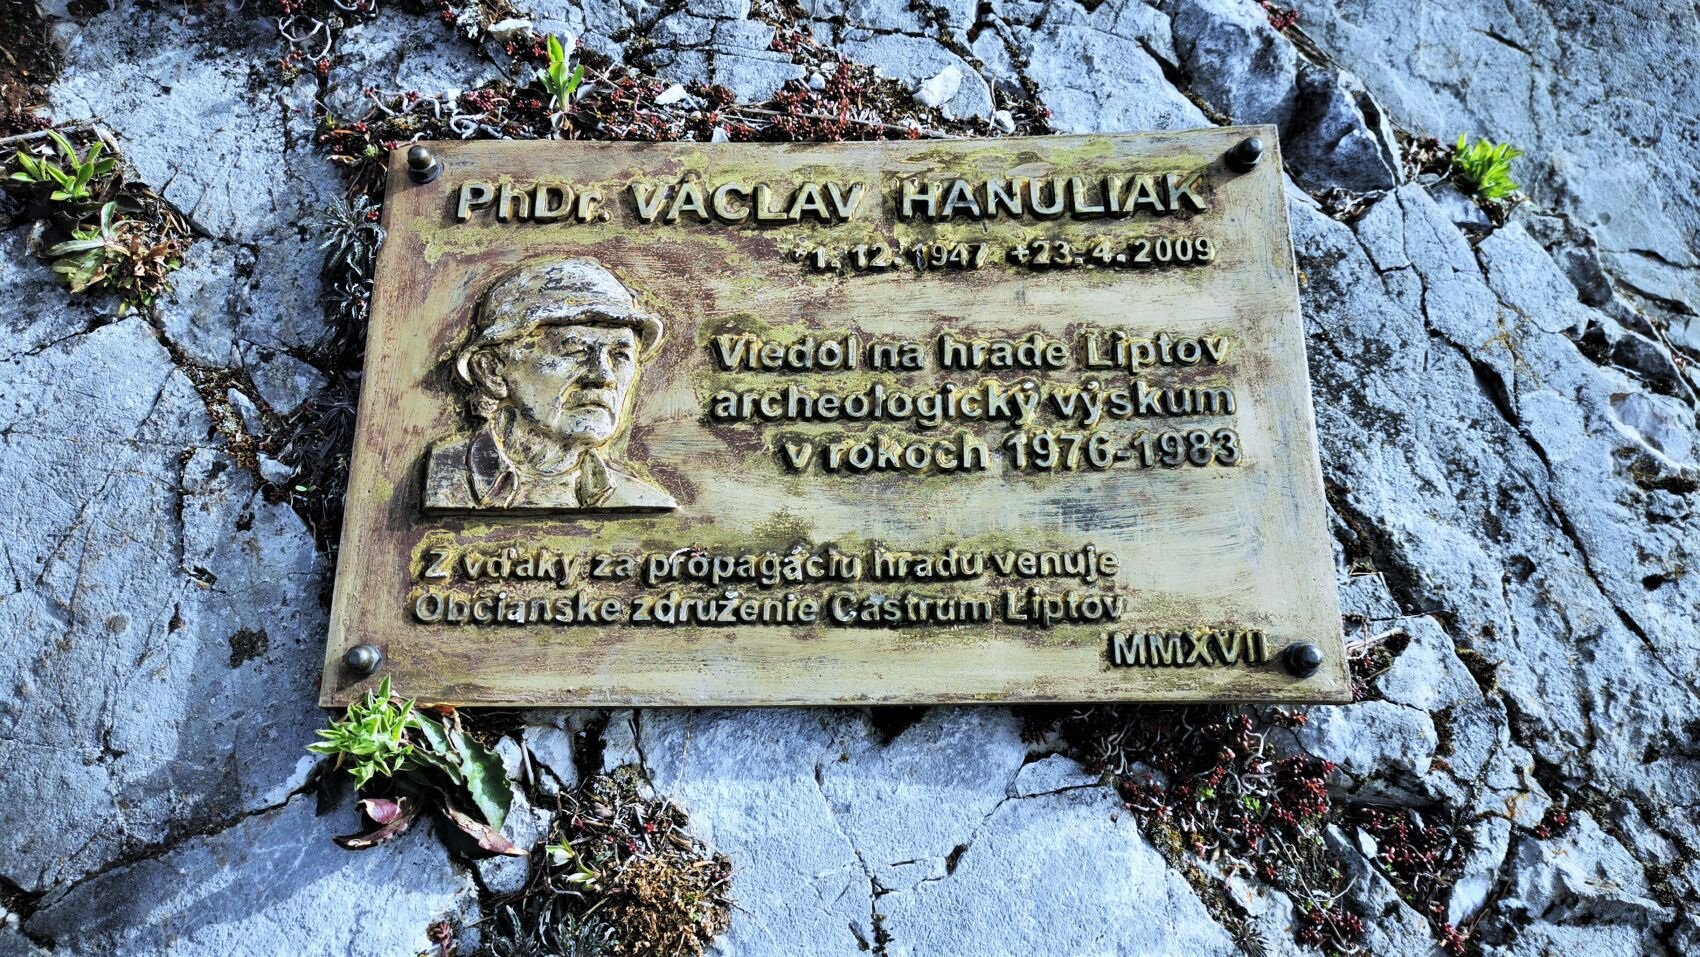 PhDr. VÁCLAV HANULIAK
*1.12.1947 +23.4.2009
Viedol na hrade Liptov
archeologický výskum
v rokoch 1976-1983
Z vďaky za propagáciu hradu venuje
Občianske združenie Castrum Liptov
MMXVII